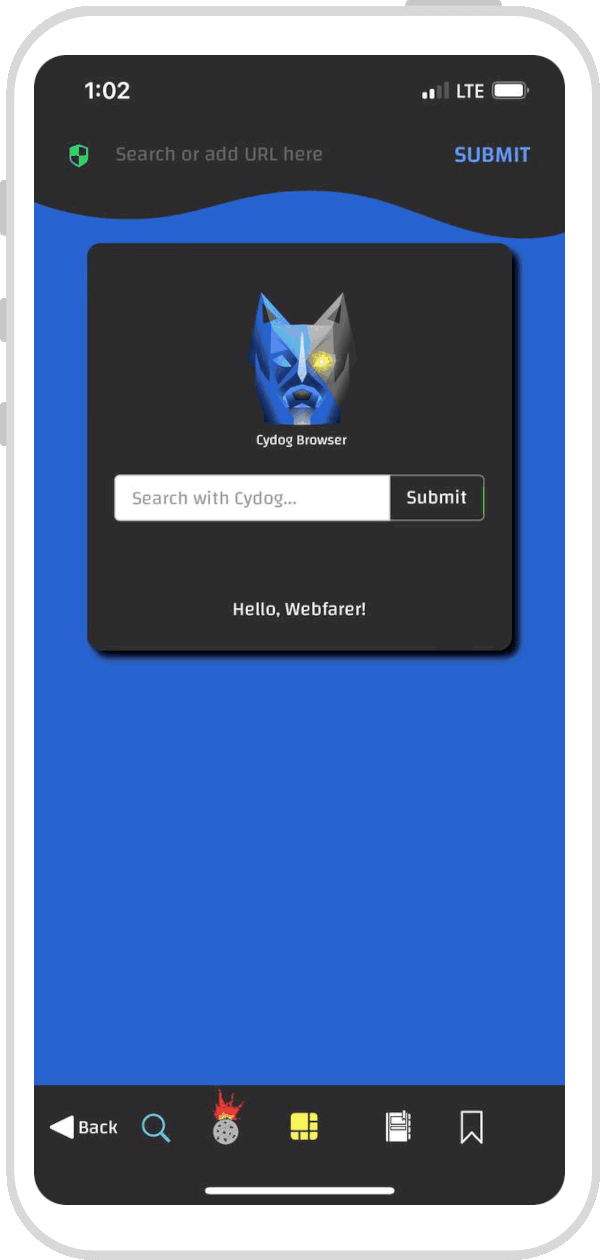 1:02 LTE
Search or add URL here SUBMIT
Cydog Browser
Search with Cydog... Submit
Hello, Webfarer!
Back